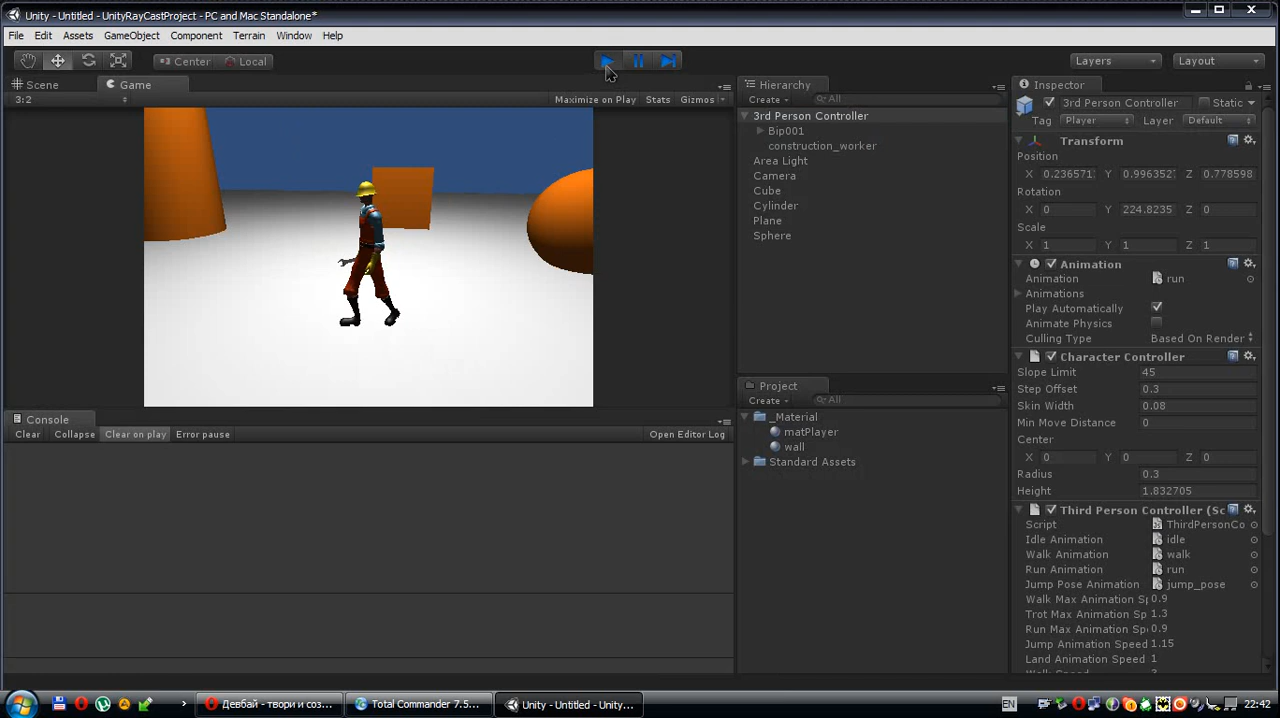 Unity - Untitled - UnityRayCastProject - PC and Mac Standalone*
File Edit Assets GameObject Component Terrain Window Help
Center Local Layers Layout
Scene Game Hierarchy Inspector
3:2 Maximize on Play Stats Gizmos Create All 3rd Person Controller Static
3rd Person Controller Tag Player Layer Default
Bip001 Transform
construction_worker Position
Area Light X 0.236571 Y 0.996352 Z 0.778598
Camera Rotation
Cube X 0 Y 224.8235 Z 0
Cylinder Scale
Plane X 1 Y 1 Z 1
Sphere
Animation
Animation run
Animations
Play Automatically
Animate Physics
Culling Type Based On Render
Character Controller
Slope Limit 45
Project Step Offset 0.3
Create All Skin Width 0.08
Console _Material Min Move Distance 0
Clear Collapse Clear on play Error pause Open Editor Log matPlayer Center
wall X 0 Y 0 Z 0
Standard Assets Radius 0.3
Height 1.832705
Third Person Controller (Sc
Script ThirdPersonCo
Idle Animation idle
Walk Animation walk
Run Animation run
Jump Pose Animation jump_pose
Walk Max Animation Sp 0.9
Trot Max Animation Sp 1.3
Run Max Animation Sp 0.9
Jump Animation Speed 1.15
Land Animation Speed 1
Девбай - твори и соз... Total Commander 7.5... Unity - Untitled - Unity... EN 22:42